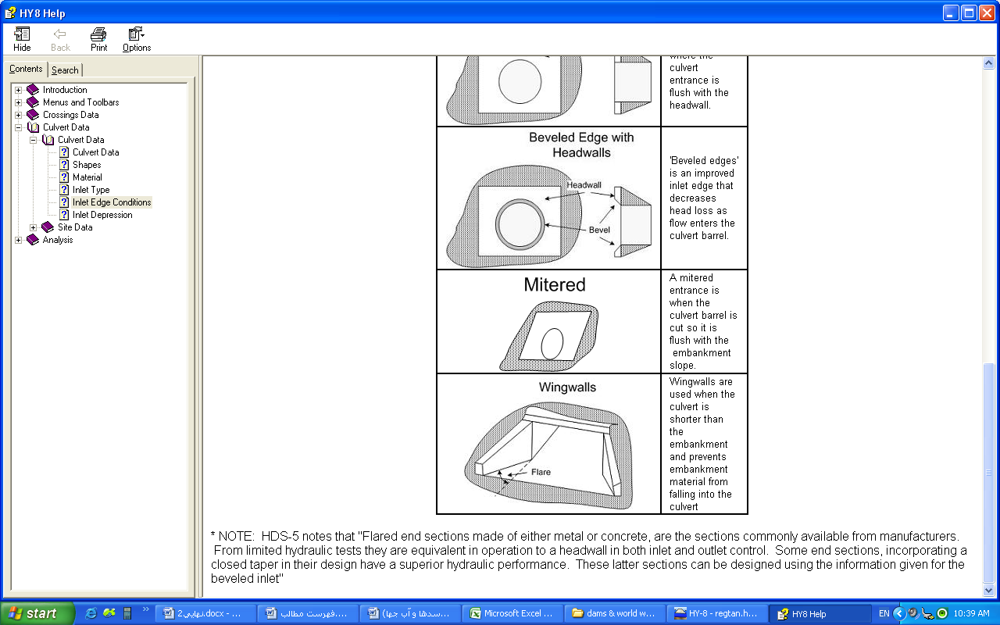 HY8 Help
Hide
Back
Print
Options
Contents
Search
Introduction
Menus and Toolbars
Crossings Data
Culvert Data
Culvert Data
Culvert Data
Shapes
Material
Inlet Type
Inlet Edge Conditions
Inlet Depression
Site Data
Analysis
where the
culvert
entrance is
flush with the
headwall.
Beveled Edge with
Headwalls
Headwall
Bevel
'Beveled edges'
is an improved
inlet edge that
decreases
head loss as
flow enters the
culvert barrel.
Mitered
A mitered
entrance is
when the
culvert barrel is
cut so it is
flush with the
embankment
slope.
Wingwalls
Flare
Wingwalls are
used when the
culvert is
shorter than
the
embankment
and prevents
embankment
material from
falling into the
culvert
* NOTE:  HDS-5 notes that "Flared end sections made of either metal or concrete, are the sections commonly available from manufacturers.
From limited hydraulic tests they are equivalent in operation to a headwall in both inlet and outlet control.  Some end sections, incorporating a
closed taper in their design have a superior hydraulic performance.  These latter sections can be designed using the information given for the
beveled inlet"
start
نهایی2.docx - ...
فهرست مطالب....
(سدها و آب جها...
Microsoft Excel ...
dams & world w...
HY-8 - regtan.h...
HY8 Help
EN
10:39 AM